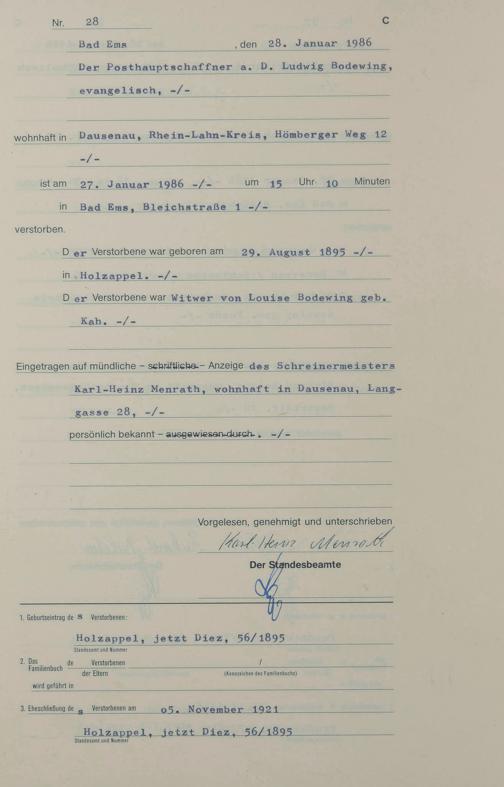 Nr. 28 C
Bad Ems , den 28. Januar 1986
Der Posthauptschaffner a. D. Ludwig Bodewing,
evangelisch, -/-
wohnhaft in Dausenau, Rhein-Lahn-Kreis, Hömberger Weg 12
-/-
ist am 27. Januar 1986 -/- um 15 Uhr 10 Minuten
in Bad Ems, Bleichstraße 1 -/-
verstorben.
D er Verstorbene war geboren am 29. August 1895 -/-
in Holzappel. -/-
D er Verstorbene war Witwer von Louise Bodewing geb.
Kah. -/-
Eingetragen auf mündliche – schriftliche – Anzeige des Schreinermeisters
Karl-Heinz Menrath, wohnhaft in Dausenau, Lang-
gasse 28, -/-
persönlich bekannt – ausgewiesen durch . -/-
Vorgelesen, genehmigt und unterschrieben
Karl-Heinz Menrath
Der Standesbeamte
1. Geburtseintrag de s Verstorbenen:
Holzappel, jetzt Diez, 56/1895
Standesamt und Nummer
2. Das Familienbuch de Verstorbenen /
der Eltern (Kennzeichen des Familienbuchs)
wird geführt in
3. Eheschließung de s Verstorbenen am o5. November 1921
Holzappel, jetzt Diez, 56/1895
Standesamt und Nummer